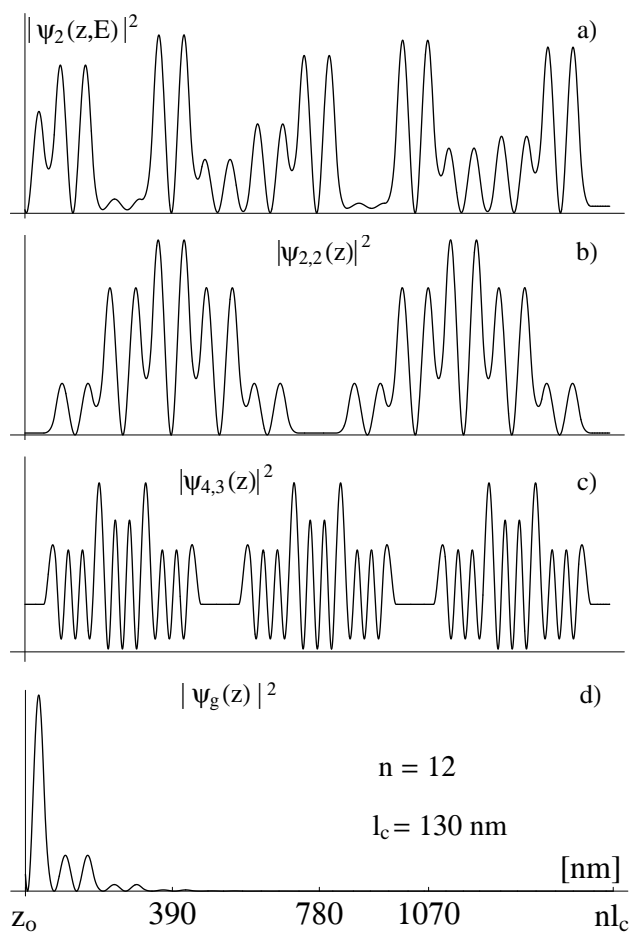 |ψ₂(z,E)|² a)
|ψ₂,₂(z)|² b)
|ψ₄,₃(z)|² c)
|ψg(z)|² d)
n = 12
lc = 130 nm
[nm]
zo 390 780 1070 nlc